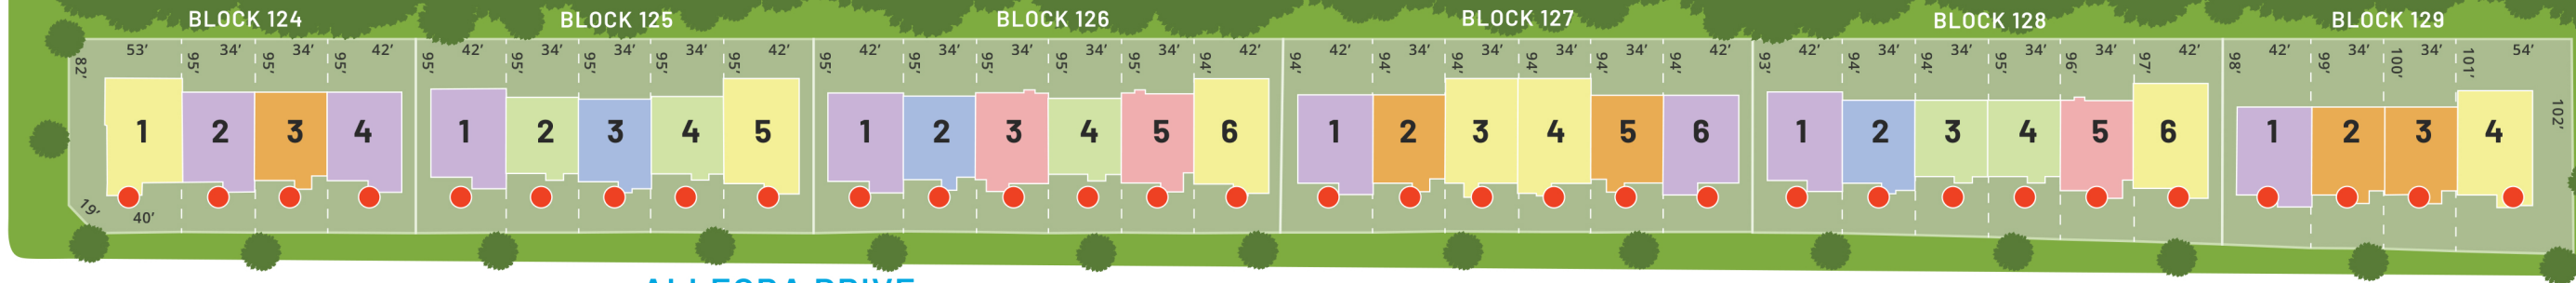 BLOCK 124 BLOCK 125 BLOCK 126 BLOCK 127 BLOCK 128 BLOCK 129
53' 34' 34' 42' 42' 34' 34' 34' 42' 42' 34' 34' 34' 34' 42' 42' 34' 34' 34' 34' 42' 42' 34' 34' 34' 34' 42' 42' 34' 34' 54'
82' 95' 95' 95' 95' 95' 95' 95' 95' 95' 95' 95' 95' 95' 94' 94' 94' 94' 94' 94' 94' 93' 94' 94' 95' 96' 97' 98' 99' 100' 101' 102'
1 2 3 4 1 2 3 4 5 1 2 3 4 5 6 1 2 3 4 5 6 1 2 3 4 5 6 1 2 3 4
19' 40'
ALLEGRA DRIVE